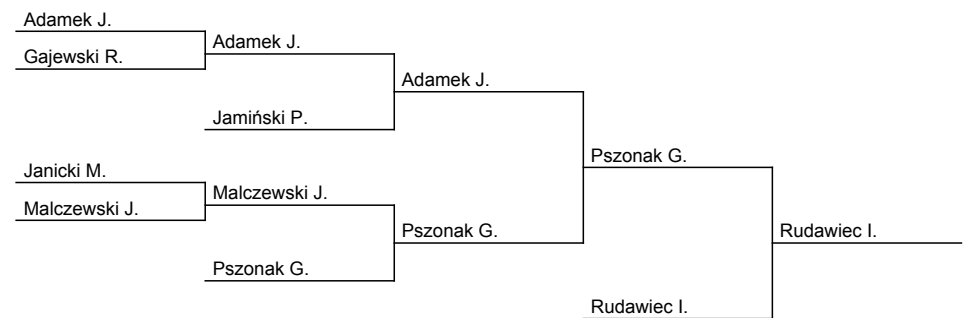 Adamek J.
Gajewski R.
Adamek J.
Jamiński P.
Adamek J.
Janicki M.
Malczewski J.
Malczewski J.
Pszonak G.
Pszonak G.
Pszonak G.
Rudawiec I.
Rudawiec I.